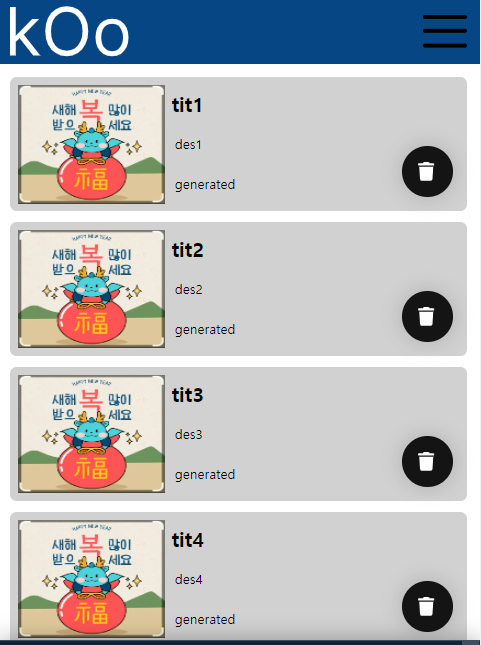 kOo
HAPPY NEW YEAR
새해 복 많이
받으세요
福
tit1
des1
generated
HAPPY NEW YEAR
새해 복 많이
받으세요
福
tit2
des2
generated
HAPPY NEW YEAR
새해 복 많이
받으세요
福
tit3
des3
generated
HAPPY NEW YEAR
새해 복 많이
받으세요
福
tit4
des4
generated